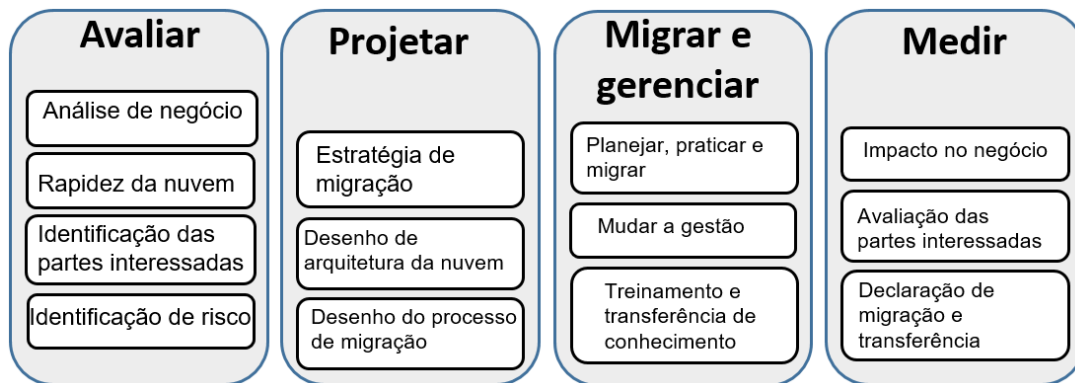 Avaliar
Análise de negócio
Rapidez da nuvem
Identificação das
partes interessadas
Identificação de risco
Projetar
Estratégia de
migração
Desenho de
arquitetura da nuvem
Desenho do processo
de migração
Migrar e
gerenciar
Planejar, praticar e
migrar
Mudar a gestão
Treinamento e
transferência de
conhecimento
Medir
Impacto no negócio
Avaliação das
partes interessadas
Declaração de
migração e
transferência